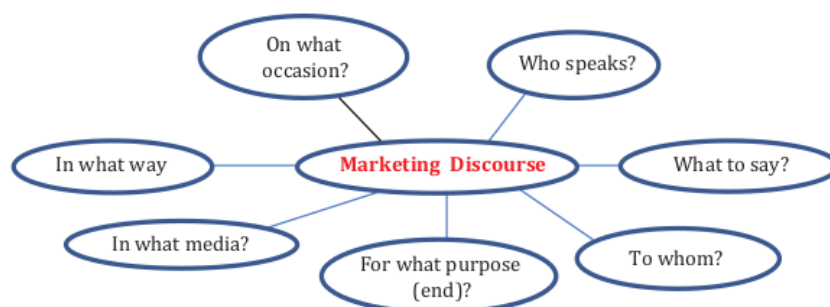 On what
occasion?
Who speaks?
In what way
Marketing Discourse
What to say?
In what media?
For what purpose
(end)?
To whom?